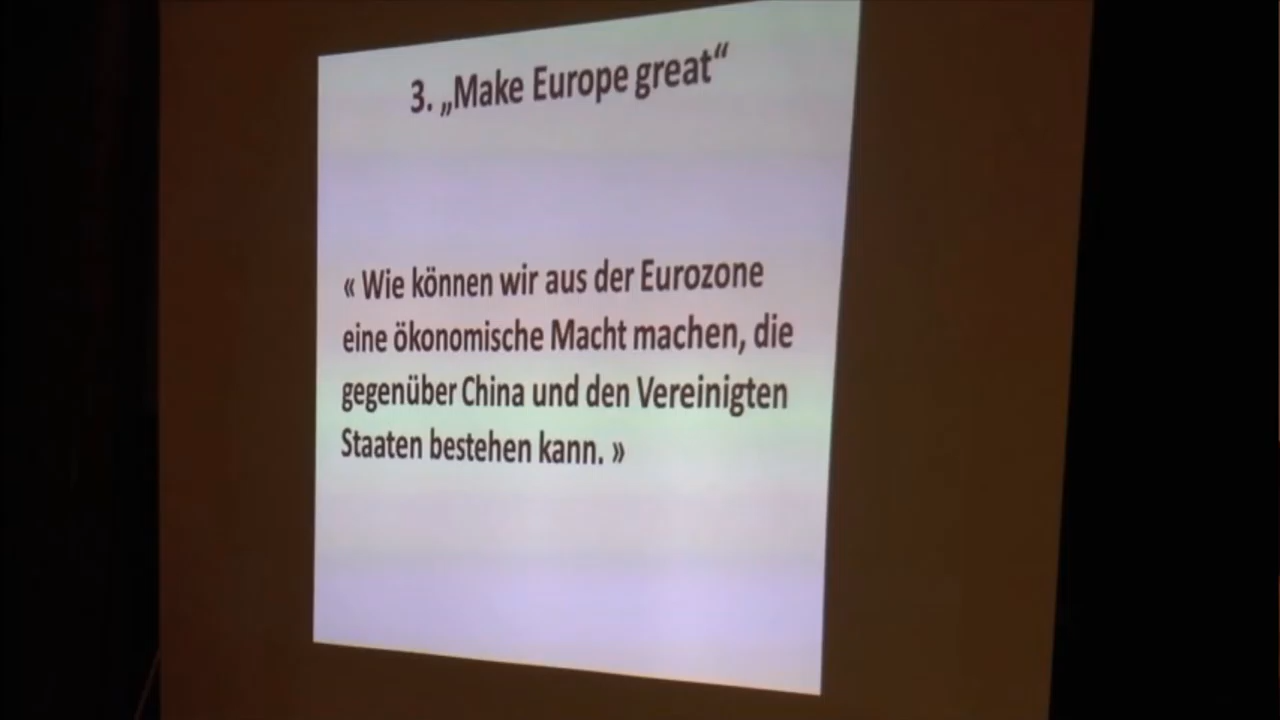 3. „Make Europe great“
« Wie können wir aus der Eurozone
eine ökonomische Macht machen, die
gegenüber China und den Vereinigten
Staaten bestehen kann. »